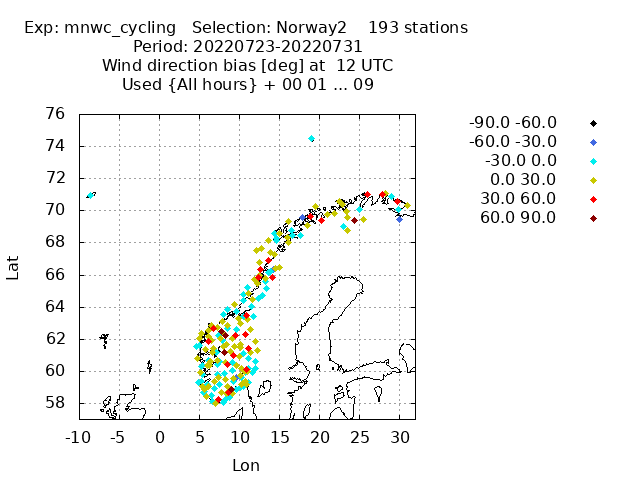 Exp: mnwc_cycling   Selection: Norway2    193 stations
Period: 20220723-20220731
Wind direction bias [deg] at  12 UTC
Used {All hours} + 00 01 ... 09
76
74
72
70
68
66
64
62
60
58
-10 -5 0 5 10 15 20 25 30
Lat
Lon
-90.0 -60.0
-60.0 -30.0
-30.0 0.0
0.0 30.0
30.0 60.0
60.0 90.0